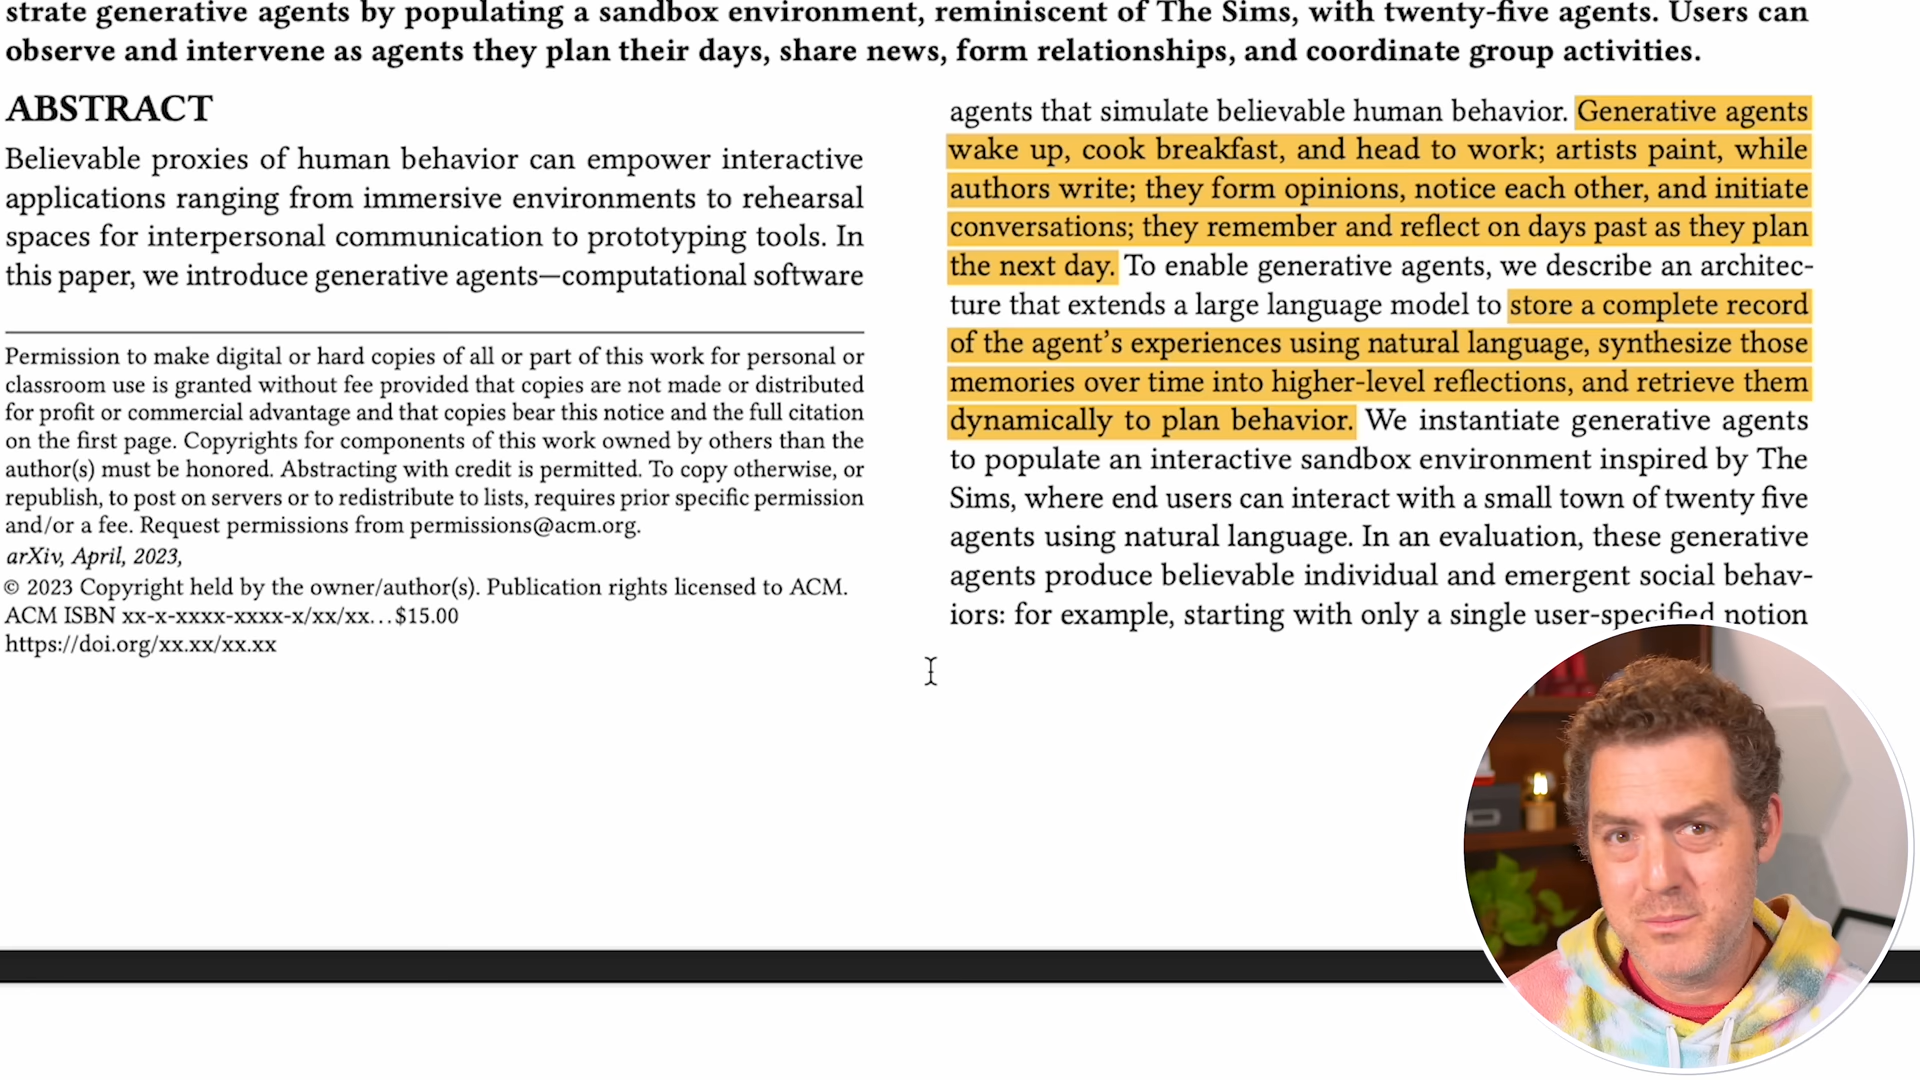 strate generative agents by populating a sandbox environment, reminiscent of The Sims, with twenty-five agents. Users can
observe and intervene as agents they plan their days, share news, form relationships, and coordinate group activities.
ABSTRACT
Believable proxies of human behavior can empower interactive
applications ranging from immersive environments to rehearsal
spaces for interpersonal communication to prototyping tools. In
this paper, we introduce generative agents—computational software
Permission to make digital or hard copies of all or part of this work for personal or
classroom use is granted without fee provided that copies are not made or distributed
for profit or commercial advantage and that copies bear this notice and the full citation
on the first page. Copyrights for components of this work owned by others than the
author(s) must be honored. Abstracting with credit is permitted. To copy otherwise, or
republish, to post on servers or to redistribute to lists, requires prior specific permission
and/or a fee. Request permissions from permissions@acm.org.
arXiv, April, 2023,
© 2023 Copyright held by the owner/author(s). Publication rights licensed to ACM.
ACM ISBN xx-x-xxxx-xxxx-x/xx/xx...$15.00
https://doi.org/xx.xx/xx.xx
agents that simulate believable human behavior. Generative agents
wake up, cook breakfast, and head to work; artists paint, while
authors write; they form opinions, notice each other, and initiate
conversations; they remember and reflect on days past as they plan
the next day. To enable generative agents, we describe an architec-
ture that extends a large language model to store a complete record
of the agent's experiences using natural language, synthesize those
memories over time into higher-level reflections, and retrieve them
dynamically to plan behavior. We instantiate generative agents
to populate an interactive sandbox environment inspired by The
Sims, where end users can interact with a small town of twenty five
agents using natural language. In an evaluation, these generative
agents produce believable individual and emergent social behav-
iors: for example, starting with only a single user-specified notion